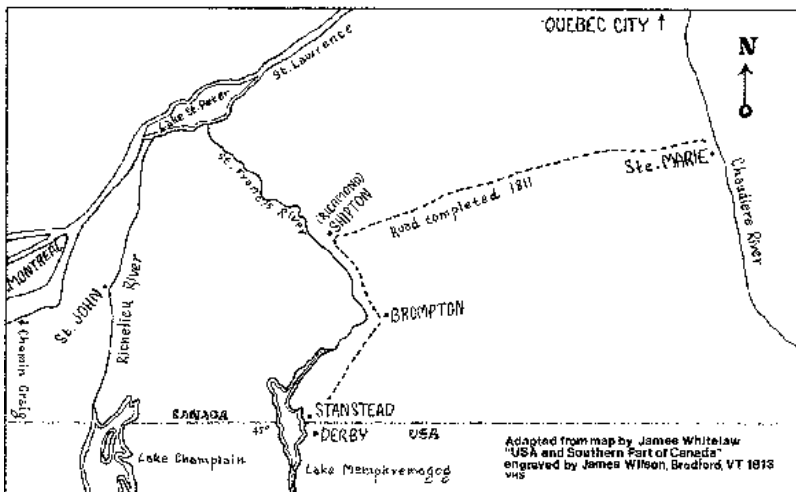 QUEBEC CITY ↑
N
St. Lawrence
Lake St. Peter
St. Francis River
(RICHMOND)
SHIPTON
Road completed 1811
Ste. MARIE
Chaudiere River
MONTREAL
St. JOHN
Richelieu River
BROMPTON
Chemin Craig
CANADA
STANSTEAD
45°
DERBY
USA
Lake Champlain
Lake Memphremagog
Adapted from map by James Whitelaw
"USA and Southern Part of Canada"
engraved by James Wilson, Bradford, VT 1813
VHS